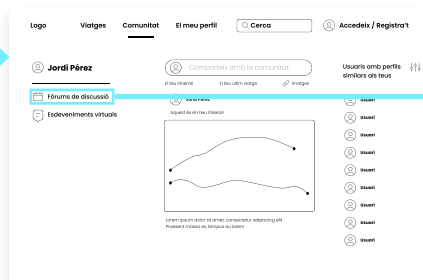 Logo
Viatges
Comunitat
El meu perfil
Cerca
Accedeix / Registra't
Jordi Pérez
Fòrums de discussió
Esdeveniments virtuals
Comparteix amb la comunitat
El teu itinerari
El teu últim viatge
Imatges
Jordi Pérez
Aquest és el meu itinerari
Lorem ipsum dolor sit amet, consectetur adipiscing elit.
Praesent massa ex, tempus eu lorem
Usuaris amb perfils
similars als teus
Usuari
Usuari
Usuari
Usuari
Usuari
Usuari
Usuari
Usuari
Usuari